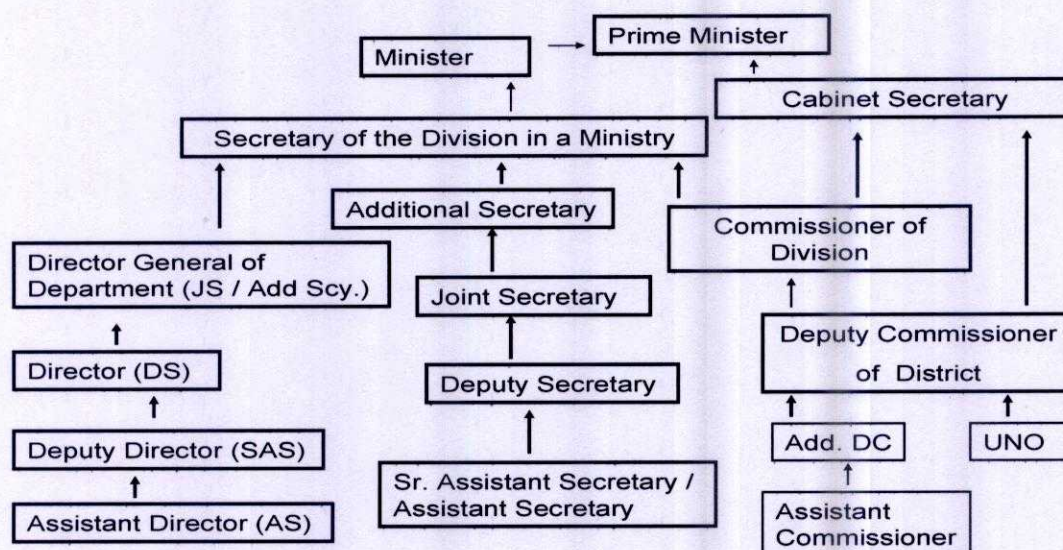 Prime Minister
Minister
Cabinet Secretary
Secretary of the Division in a Ministry
Additional Secretary
Commissioner of
Division
Director General of
Department (JS / Add Scy.)
Joint Secretary
Deputy Commissioner
of District
Director (DS)
Deputy Secretary
Add. DC
UNO
Deputy Director (SAS)
Sr. Assistant Secretary /
Assistant Secretary
Assistant Director (AS)
Assistant
Commissioner